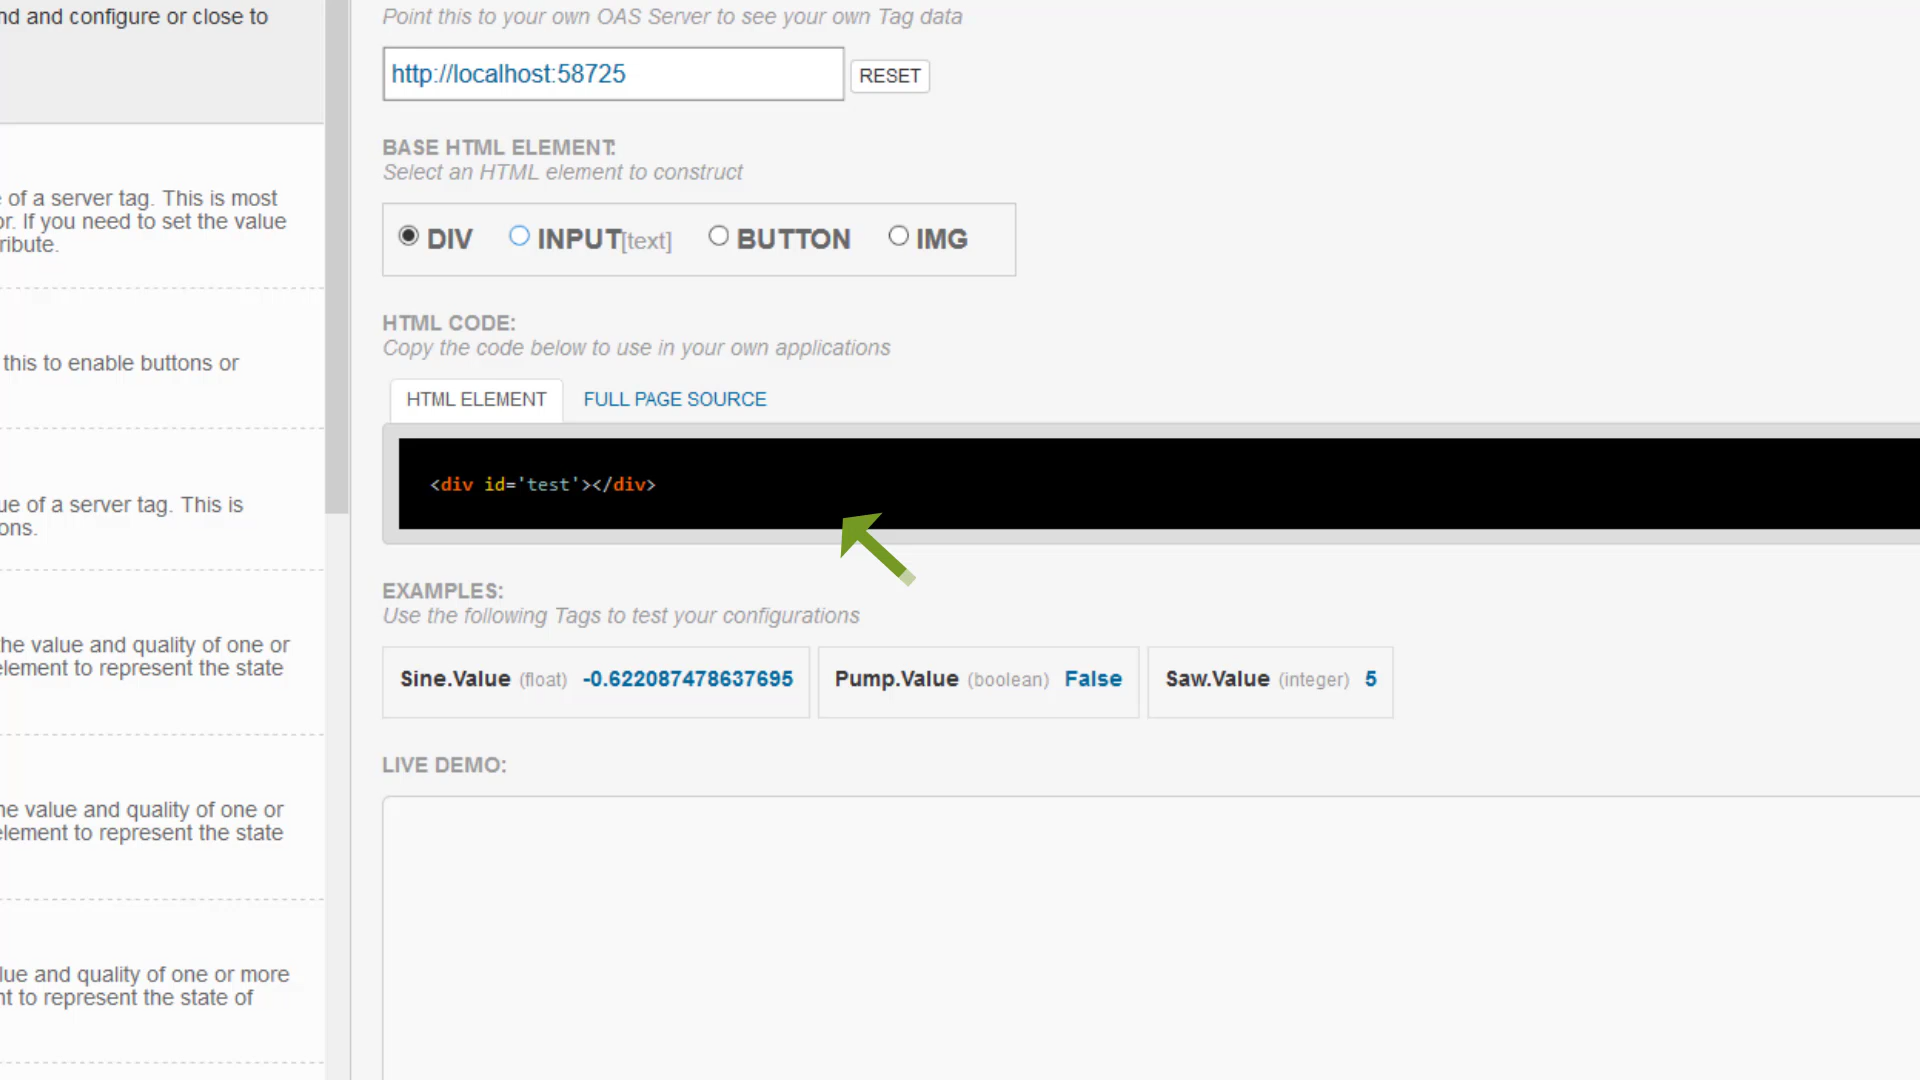 nd and configure or close to
of a server tag. This is most
or. If you need to set the value
ribute.
this to enable buttons or
ue of a server tag. This is
ons.
the value and quality of one or
element to represent the state
he value and quality of one or
element to represent the state
lue and quality of one or more
nt to represent the state of
Point this to your own OAS Server to see your own Tag data
http://localhost:58725 RESET
BASE HTML ELEMENT:
Select an HTML element to construct
DIV INPUT[text] BUTTON IMG
HTML CODE:
Copy the code below to use in your own applications
HTML ELEMENT FULL PAGE SOURCE
<div id='test'></div>
EXAMPLES:
Use the following Tags to test your configurations
Sine.Value (float) -0.622087478637695 Pump.Value (boolean) False Saw.Value (integer) 5
LIVE DEMO: